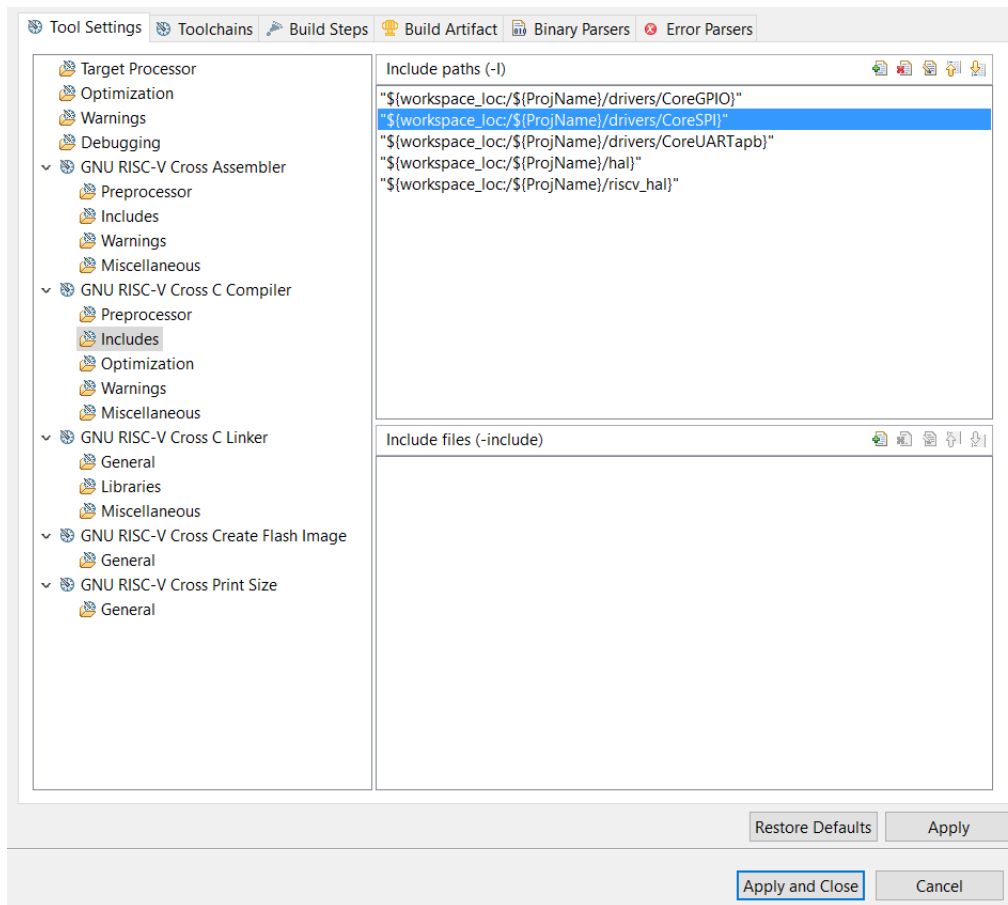 Tool Settings Toolchains Build Steps Build Artifact Binary Parsers Error Parsers
Target Processor
Optimization
Warnings
Debugging
GNU RISC-V Cross Assembler
Preprocessor
Includes
Warnings
Miscellaneous
GNU RISC-V Cross C Compiler
Preprocessor
Includes
Optimization
Warnings
Miscellaneous
GNU RISC-V Cross C Linker
General
Libraries
Miscellaneous
GNU RISC-V Cross Create Flash Image
General
GNU RISC-V Cross Print Size
General
Include paths (-I)
"${workspace_loc:/${ProjName}/drivers/CoreGPIO}"
"${workspace_loc:/${ProjName}/drivers/CoreSPI}"
"${workspace_loc:/${ProjName}/drivers/CoreUARTapb}"
"${workspace_loc:/${ProjName}/hal}"
"${workspace_loc:/${ProjName}/riscv_hal}"
Include files (-include)
Restore Defaults Apply
Apply and Close Cancel